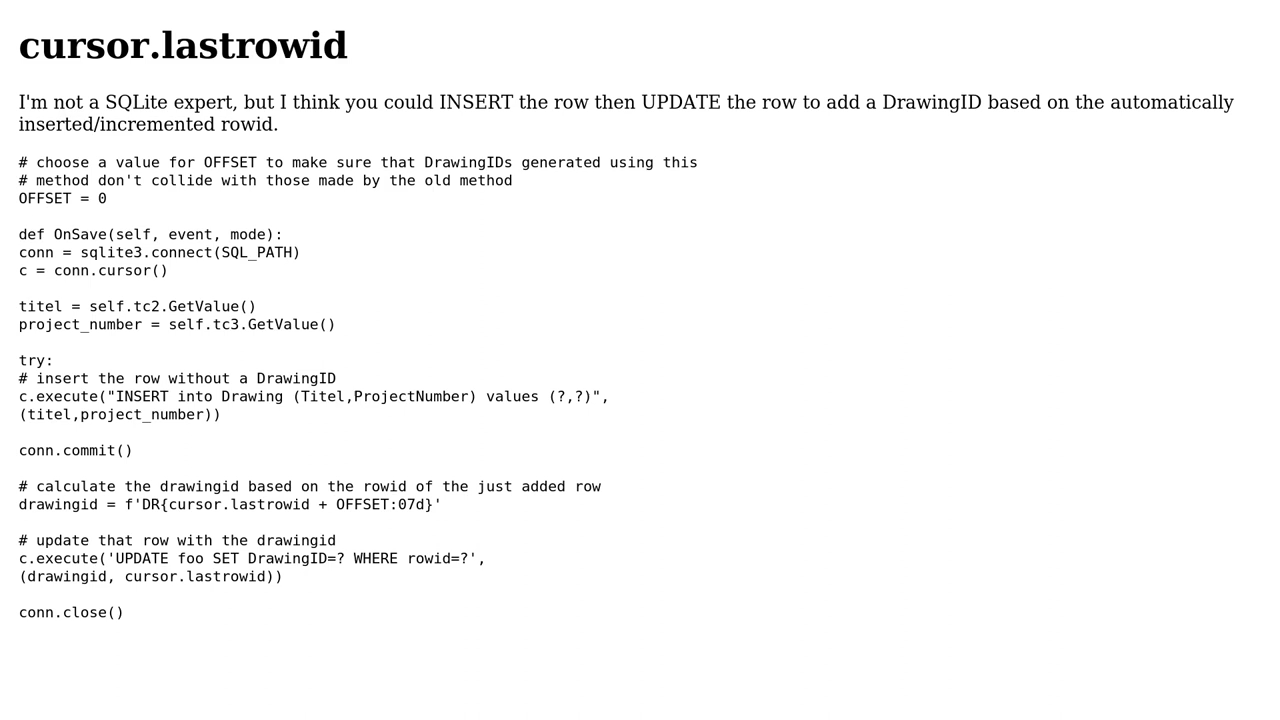 cursor.lastrowid
I'm not a SQLite expert, but I think you could INSERT the row then UPDATE the row to add a DrawingID based on the automatically
inserted/incremented rowid.
# choose a value for OFFSET to make sure that DrawingIDs generated using this
# method don't collide with those made by the old method
OFFSET = 0
def OnSave(self, event, mode):
conn = sqlite3.connect(SQL_PATH)
c = conn.cursor()
titel = self.tc2.GetValue()
project_number = self.tc3.GetValue()
try:
# insert the row without a DrawingID
c.execute("INSERT into Drawing (Titel,ProjectNumber) values (?,?)",
(titel,project_number))
conn.commit()
# calculate the drawingid based on the rowid of the just added row
drawingid = f'DR{cursor.lastrowid + OFFSET:07d}'
# update that row with the drawingid
c.execute('UPDATE foo SET DrawingID=? WHERE rowid=?',
(drawingid, cursor.lastrowid))
conn.close()